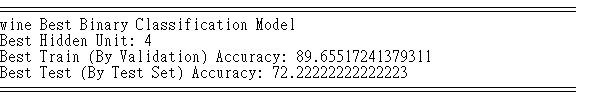 wine Best Binary Classification Model
Best Hidden Unit: 4
Best Train (By Validation) Accuracy: 89.65517241379311
Best Test (By Test Set) Accuracy: 72.22222222222223